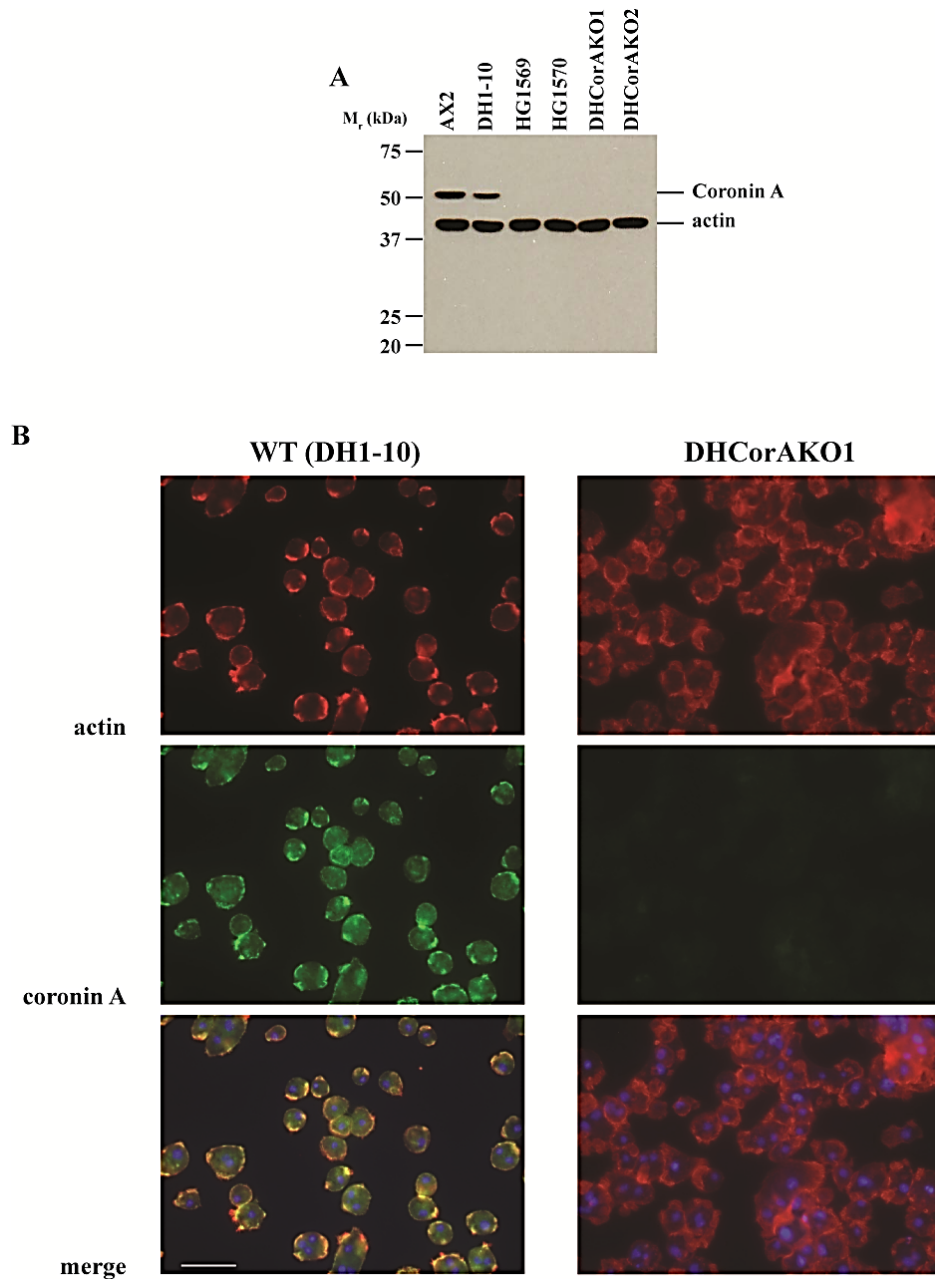 A
AX2
DH1-10
HG1569
HG1570
DHCorAKO1
DHCorAKO2
Mr (kDa)
75
50
37
25
20
Coronin A
actin
B
WT (DH1-10)
DHCorAKO1
actin
coronin A
merge